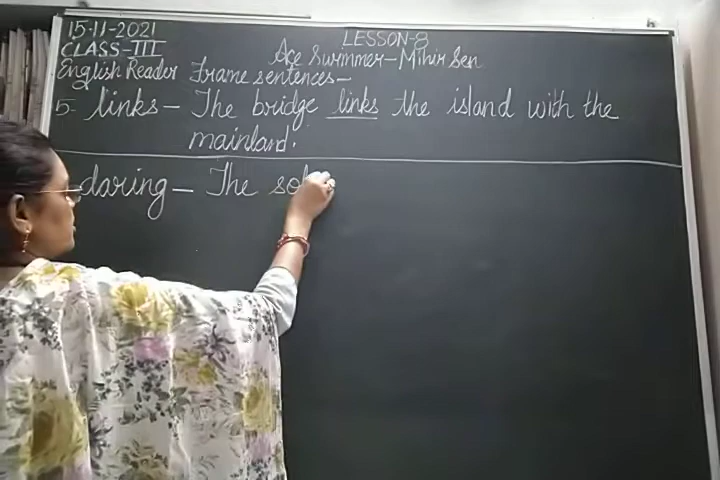 15-11-2021
LESSON-8
CLASS-III
Ace Swimmer-Mihir Sen
English Reader Frame sentences-
5- links- The bridge links the island with the
mainland.
daring- The so